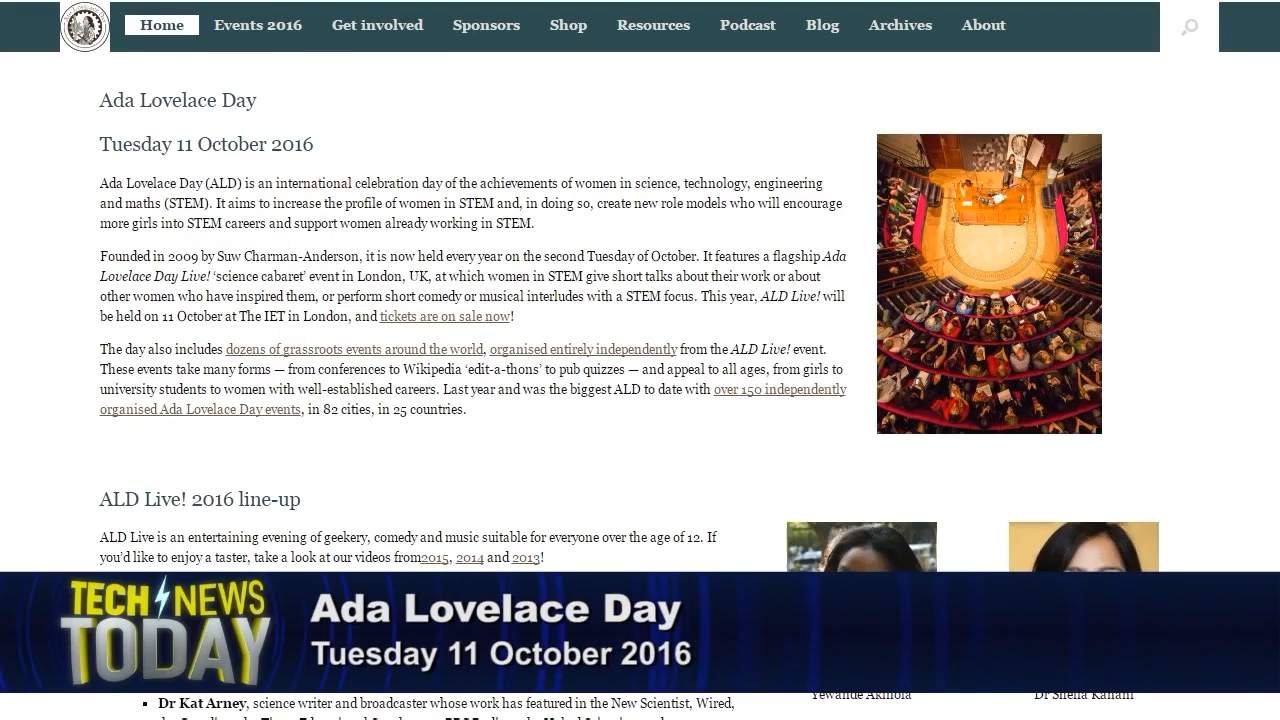 Home Events 2016 Get involved Sponsors Shop Resources Podcast Blog Archives About
Ada Lovelace Day
Tuesday 11 October 2016
Ada Lovelace Day (ALD) is an international celebration day of the achievements of women in science, technology, engineering
and maths (STEM). It aims to increase the profile of women in STEM and, in doing so, create new role models who will encourage
more girls into STEM careers and support women already working in STEM.
Founded in 2009 by Suw Charman-Anderson, it is now held every year on the second Tuesday of October. It features a flagship Ada
Lovelace Day Live! ‘science cabaret’ event in London, UK, at which women in STEM give short talks about their work or about
other women who have inspired them, or perform short comedy or musical interludes with a STEM focus. This year, ALD Live! will
be held on 11 October at The IET in London, and tickets are on sale now!
The day also includes dozens of grassroots events around the world, organised entirely independently from the ALD Live! event.
These events take many forms — from conferences to Wikipedia ‘edit-a-thons’ to pub quizzes — and appeal to all ages, from girls to
university students to women with well-established careers. Last year and was the biggest ALD to date with over 150 independently
organised Ada Lovelace Day events, in 82 cities, in 25 countries.
ALD Live! 2016 line-up
ALD Live is an entertaining evening of geekery, comedy and music suitable for everyone over the age of 12. If
you’d like to enjoy a taster, take a look at our videos from2015, 2014 and 2013!
TECH NEWS
TODAY
Ada Lovelace Day
Tuesday 11 October 2016
Yewande Akinola
Dr Sheila Kanani
Dr Kat Arney, science writer and broadcaster whose work has featured in the New Scientist, Wired,